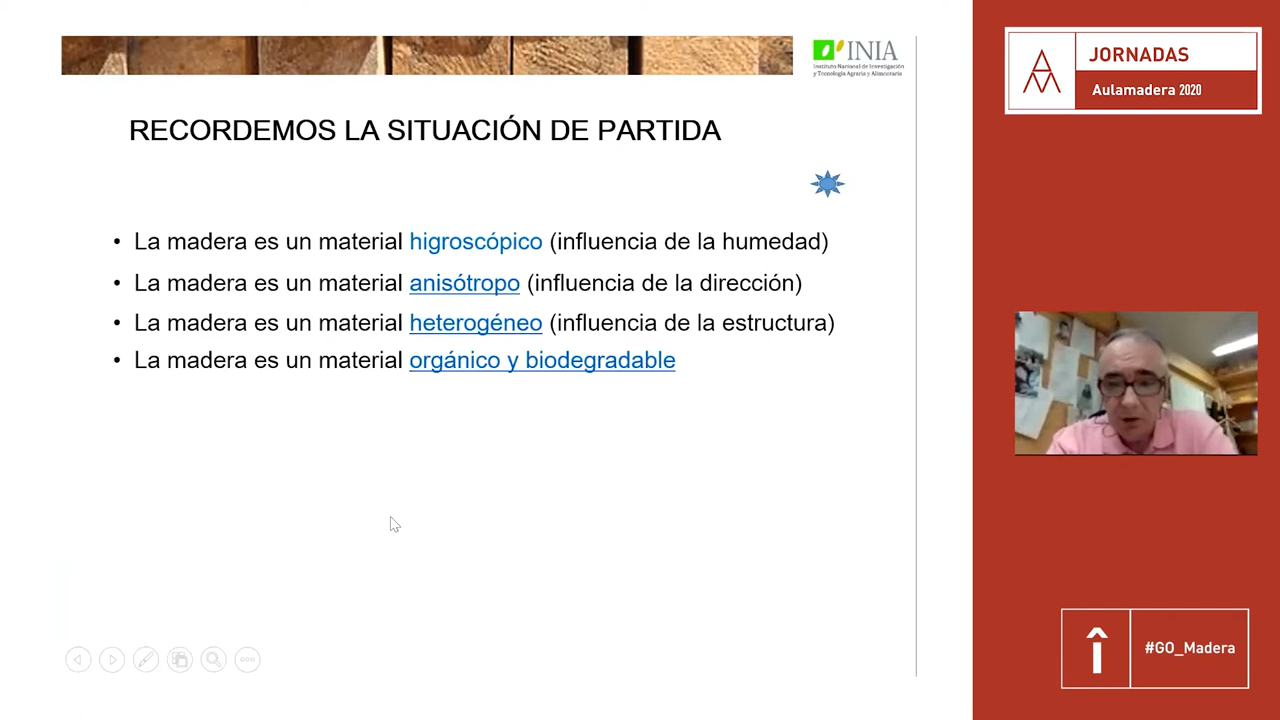 INIA
Instituto Nacional de Investigación
y Tecnología Agraria y Alimentaria
RECORDEMOS LA SITUACIÓN DE PARTIDA
• La madera es un material higroscópico (influencia de la humedad)
• La madera es un material anisótropo (influencia de la dirección)
• La madera es un material heterogéneo (influencia de la estructura)
• La madera es un material orgánico y biodegradable
JORNADAS
Aulamadera 2020
#GO_Madera